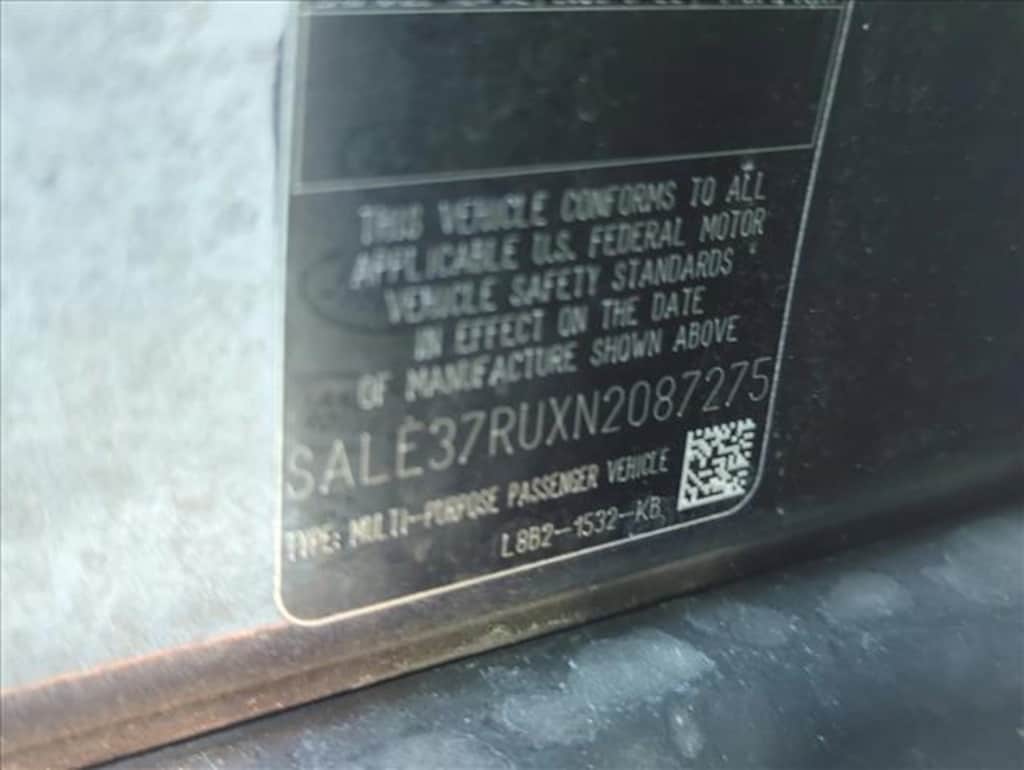 THIS VEHICLE CONFORMS TO ALL
APPLICABLE U.S. FEDERAL MOTOR
VEHICLE SAFETY STANDARDS
IN EFFECT ON THE DATE
OF MANUFACTURE SHOWN ABOVE
SALE37RUXN2087275
TYPE: MULTI-PURPOSE PASSENGER VEHICLE
L8B2-1532-KB